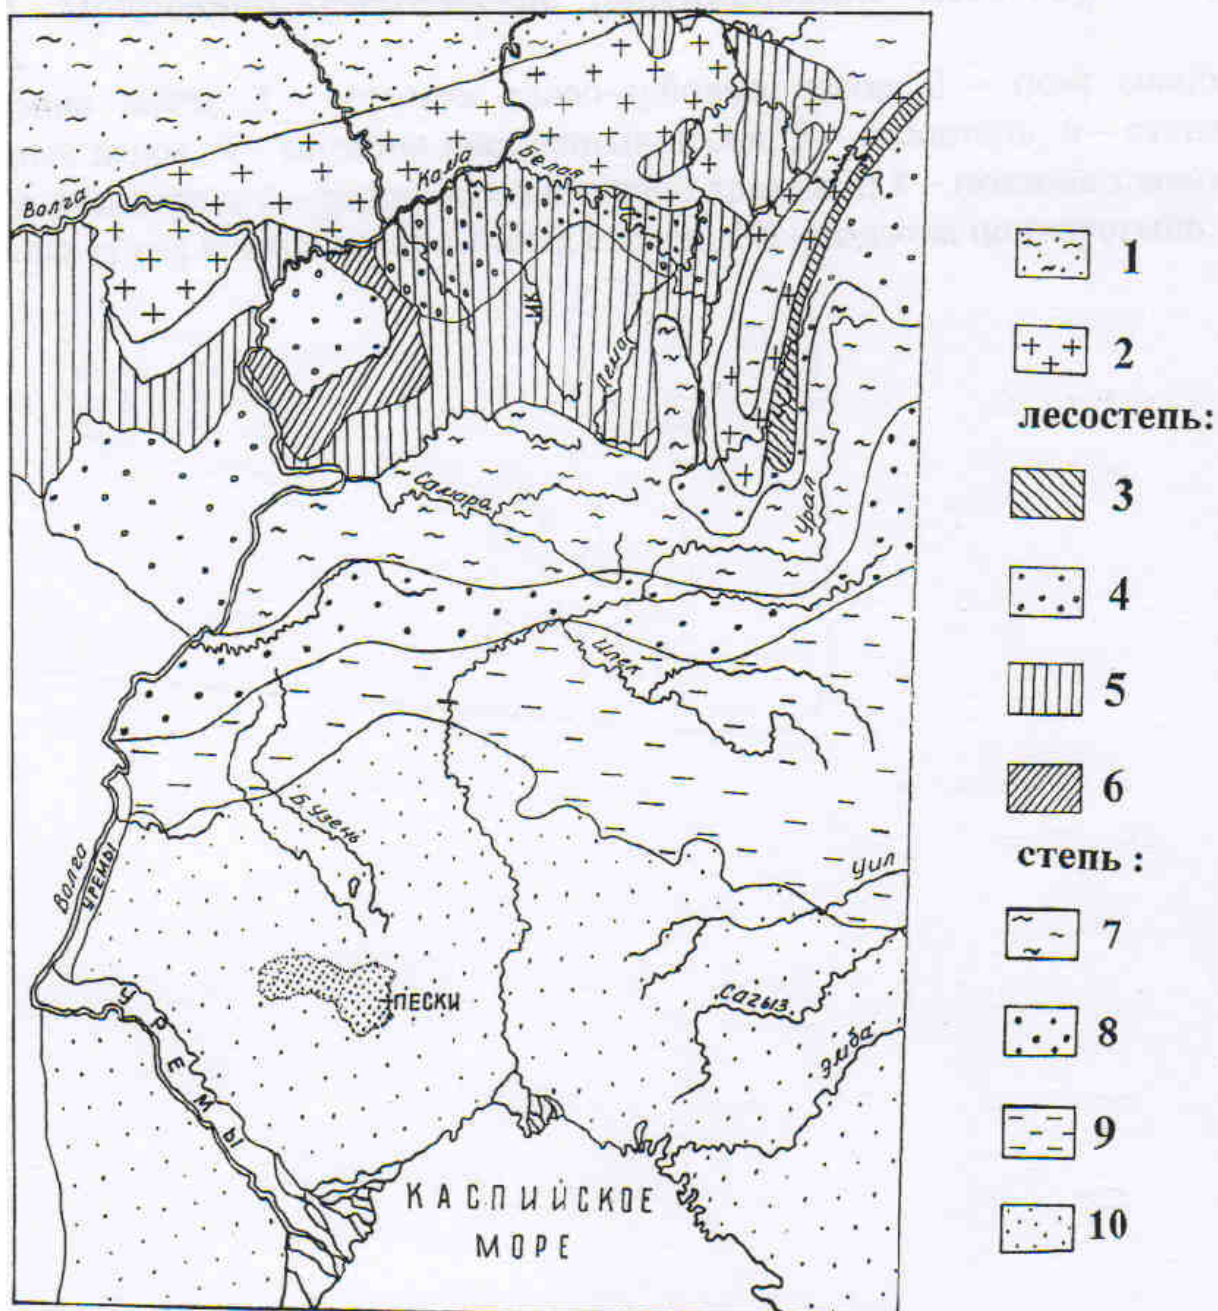 Волга
Кама
Белая
ИК
Дема
Самара
Урал
Илек
Бузень
Волга
УРЕМЫ
Уил
ПЕСКИ
Сагыз
Эмба
УРЕМЫ
КАСПИЙСКОЕ
МОРЕ
1
2
лесостепь:
3
4
5
6
степь :
7
8
9
10